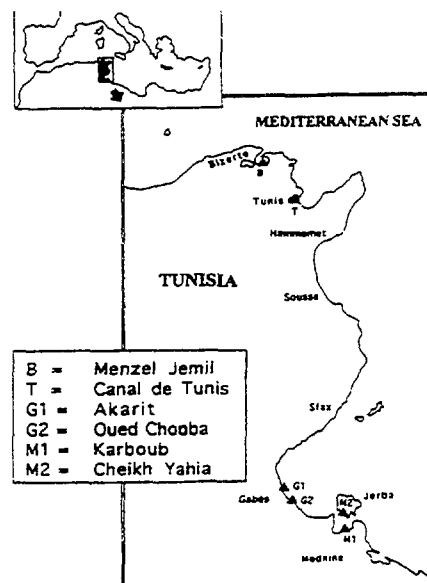 MEDITERRANEAN SEA
Bizerte
B
Tunis
T
Hammamet
TUNISIA
Sousse
B = Menzel Jemil
T = Canal de Tunis
G1 = Akarit
G2 = Oued Chooba
M1 = Karboub
M2 = Cheikh Yahia
Sfax
G1
Gabes
G2
M2
Jerba
M1
Mednine